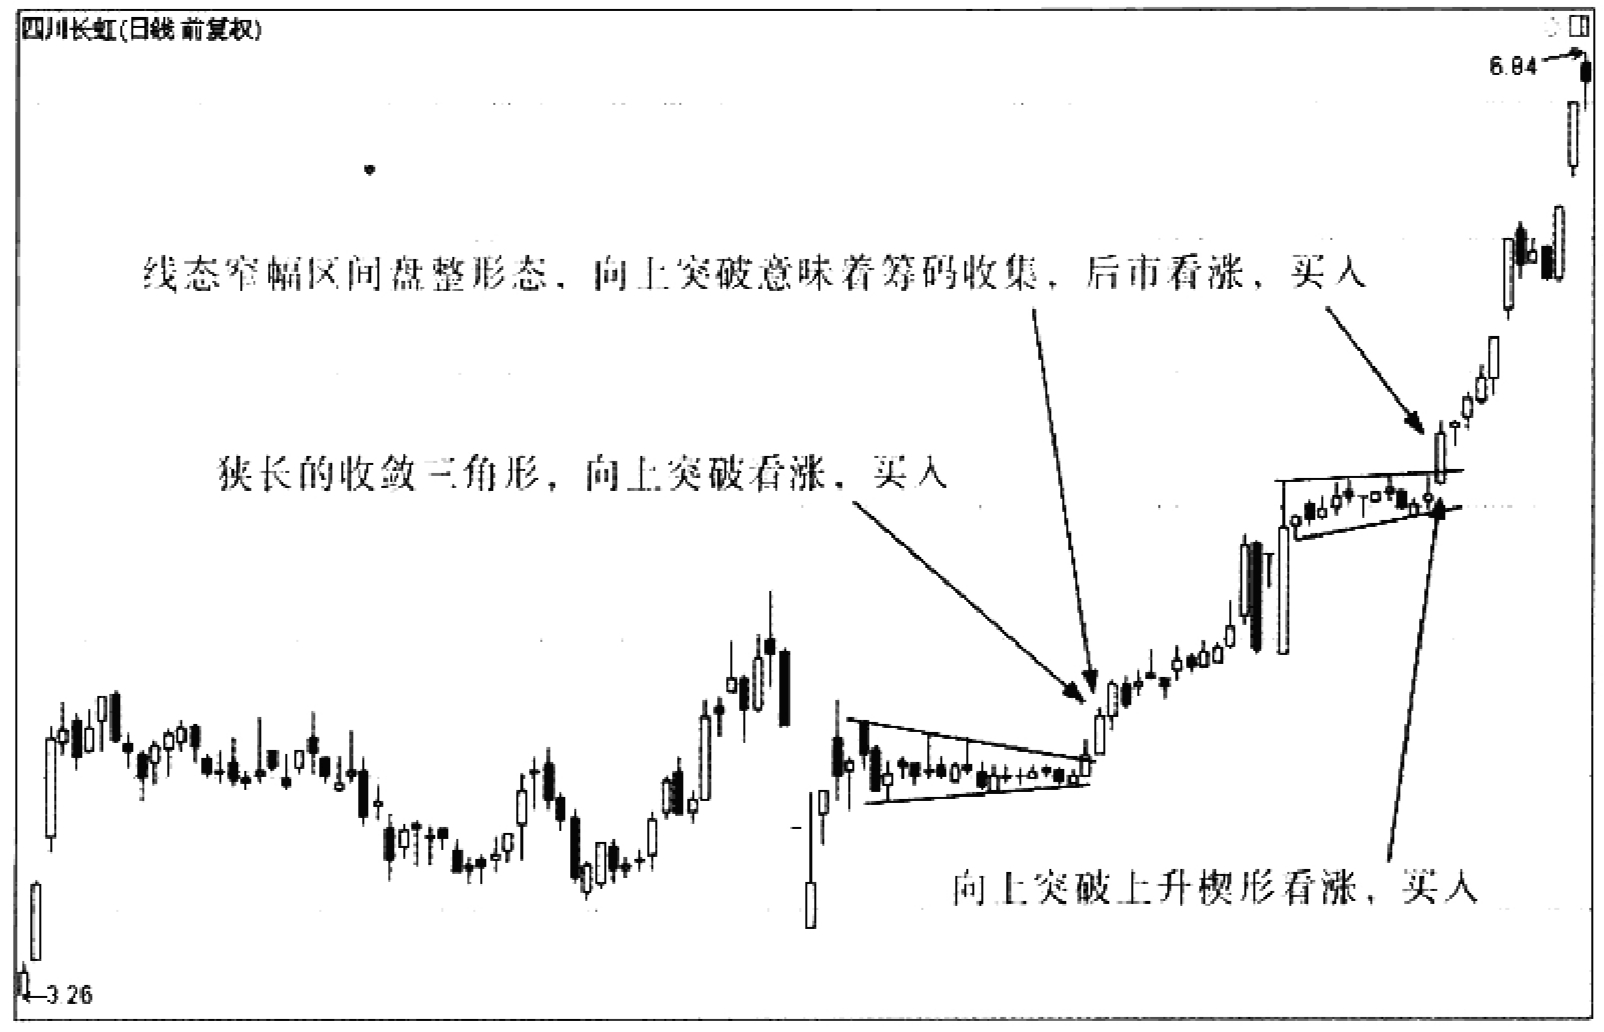 四川长虹(日线 前复权)
6.94
线态窄幅区间盘整形态，向上突破意味着筹码收集，后市看涨，买入
狭长的收敛三角形，向上突破看涨，买入
向上突破上升楔形看涨，买入
3.26